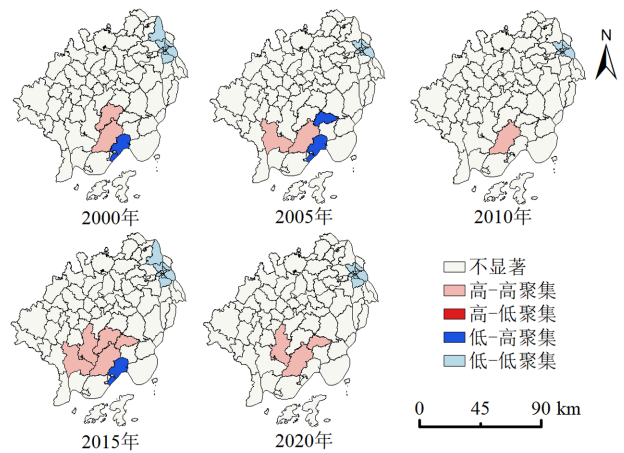 N
2000年
2005年
2010年
2015年
2020年
不显著
高-高聚集
高-低聚集
低-高聚集
低-低聚集
0 45 90 km